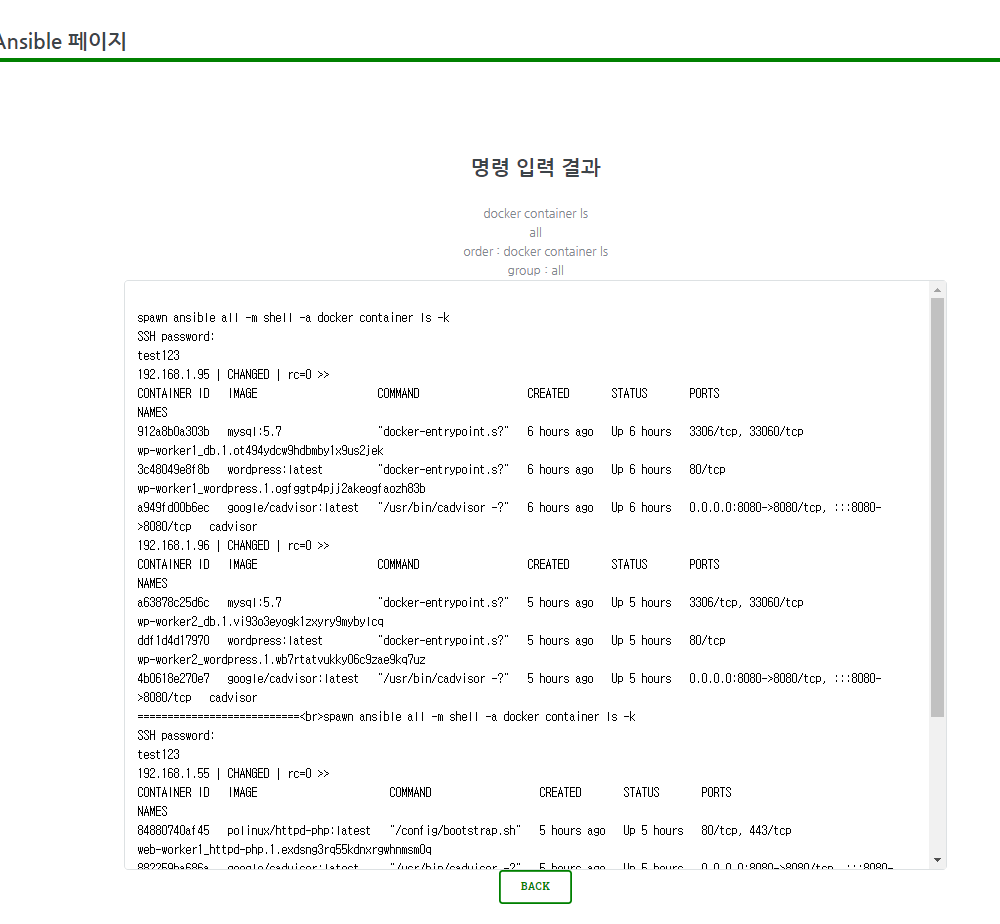 Ansible 페이지
명령 입력 결과
docker container ls
all
order : docker container ls
group : all
spawn ansible all -m shell -a docker container ls -k
SSH password:
test123
192.168.1.95 | CHANGED | rc=0 >>
CONTAINER ID IMAGE COMMAND CREATED STATUS PORTS
NAMES
912a8b0a303b mysql:5.7 "docker-entrypoint.s?" 6 hours ago Up 6 hours 3306/tcp, 33060/tcp
wp-worker1_db.1.ot494ydcw9hdbmby1x9us2jek
3c48049e8f8b wordpress:latest "docker-entrypoint.s?" 6 hours ago Up 6 hours 80/tcp
wp-worker1_wordpress.1.ogfggtp4pjj2akeogfaozh83b
a949fd00b6ec google/cadvisor:latest "/usr/bin/cadvisor -?" 6 hours ago Up 6 hours 0.0.0.0:8080->8080/tcp, :::8080-
>8080/tcp cadvisor
192.168.1.96 | CHANGED | rc=0 >>
CONTAINER ID IMAGE COMMAND CREATED STATUS PORTS
NAMES
a63878c25d6c mysql:5.7 "docker-entrypoint.s?" 5 hours ago Up 5 hours 3306/tcp, 33060/tcp
wp-worker2_db.1.vi93o3eyogk1zxyry9mybylcq
ddf1d4d17970 wordpress:latest "docker-entrypoint.s?" 5 hours ago Up 5 hours 80/tcp
wp-worker2_wordpress.1.wb7rtatvukky06c9zae9kq7uz
4b0618e270e7 google/cadvisor:latest "/usr/bin/cadvisor -?" 5 hours ago Up 5 hours 0.0.0.0:8080->8080/tcp, :::8080-
>8080/tcp cadvisor
===========================<br>spawn ansible all -m shell -a docker container ls -k
SSH password:
test123
192.168.1.55 | CHANGED | rc=0 >>
CONTAINER ID IMAGE COMMAND CREATED STATUS PORTS
NAMES
84880740af45 polinux/httpd-php:latest "/config/bootstrap.sh" 5 hours ago Up 5 hours 80/tcp, 443/tcp
web-worker1_httpd-php.1.exdsng3rq55kdnxrgwhnmsm0q
882259ba686a google/cadvisor:latest "/usr/bin/cadvisor -?" 5 hours ago Up 5 hours 0.0.0.0:8080->8080/tcp, :::8080-
BACK